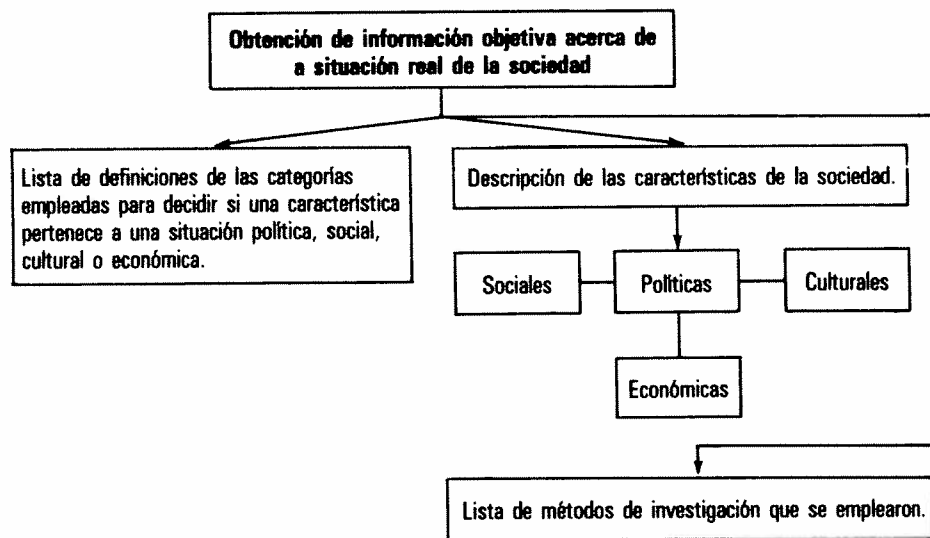 Obtención de información objetiva acerca de
a situación real de la sociedad
Lista de definiciones de las categorías
empleadas para decidir si una característica
pertenece a una situación política, social,
cultural o económica.
Descripción de las características de la sociedad.
Sociales
Políticas
Culturales
Económicas
Lista de métodos de investigación que se emplearon.